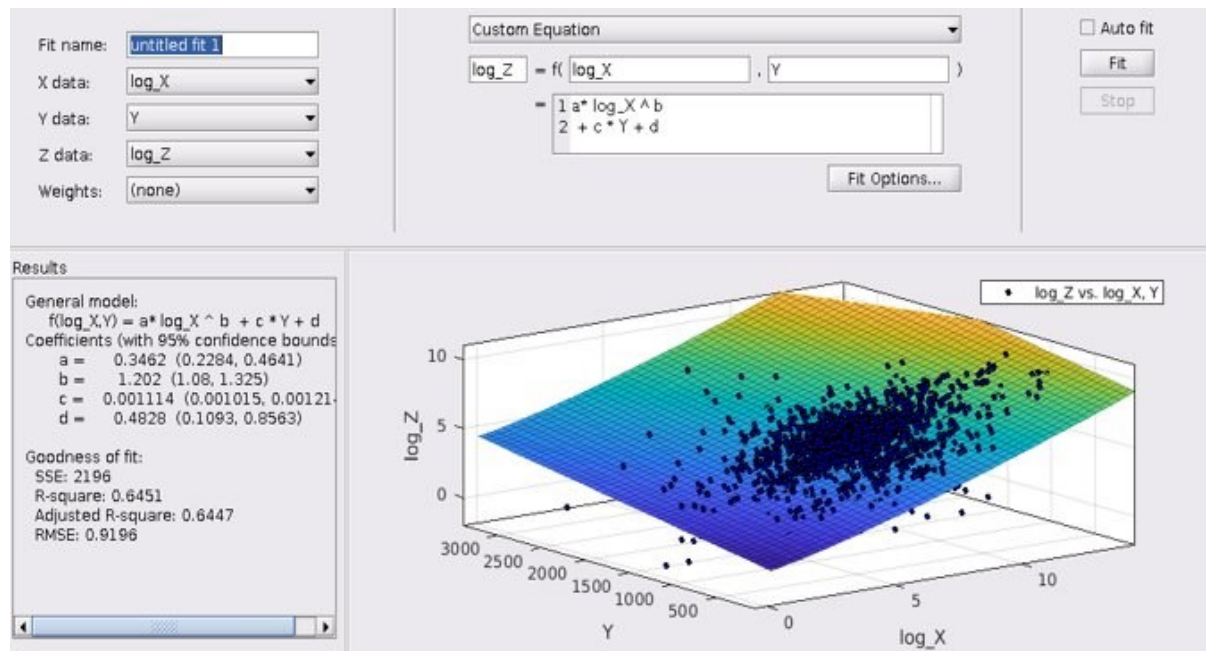 Fit name: untitled fit 1
X data: log_X
Y data: Y
Z data: log_Z
Weights: (none)
Custom Equation
log_Z = f( log_X , Y )
= 1 a* log_X ^ b
2 + c * Y + d
Fit Options...
Auto fit
Fit
Stop
Results
General model:
f(log_X,Y) = a* log_X ^ b + c * Y + d
Coefficients (with 95% confidence bounds
a = 0.3462 (0.2284, 0.4641)
b = 1.202 (1.08, 1.325)
c = 0.001114 (0.001015, 0.00121
d = 0.4828 (0.1093, 0.8563)
Goodness of fit:
SSE: 2196
R-square: 0.6451
Adjusted R-square: 0.6447
RMSE: 0.9196
log_Z vs. log_X, Y
10
5
0
log_Z
3000
2500
2000
1500
1000
500
Y
0
5
10
log_X